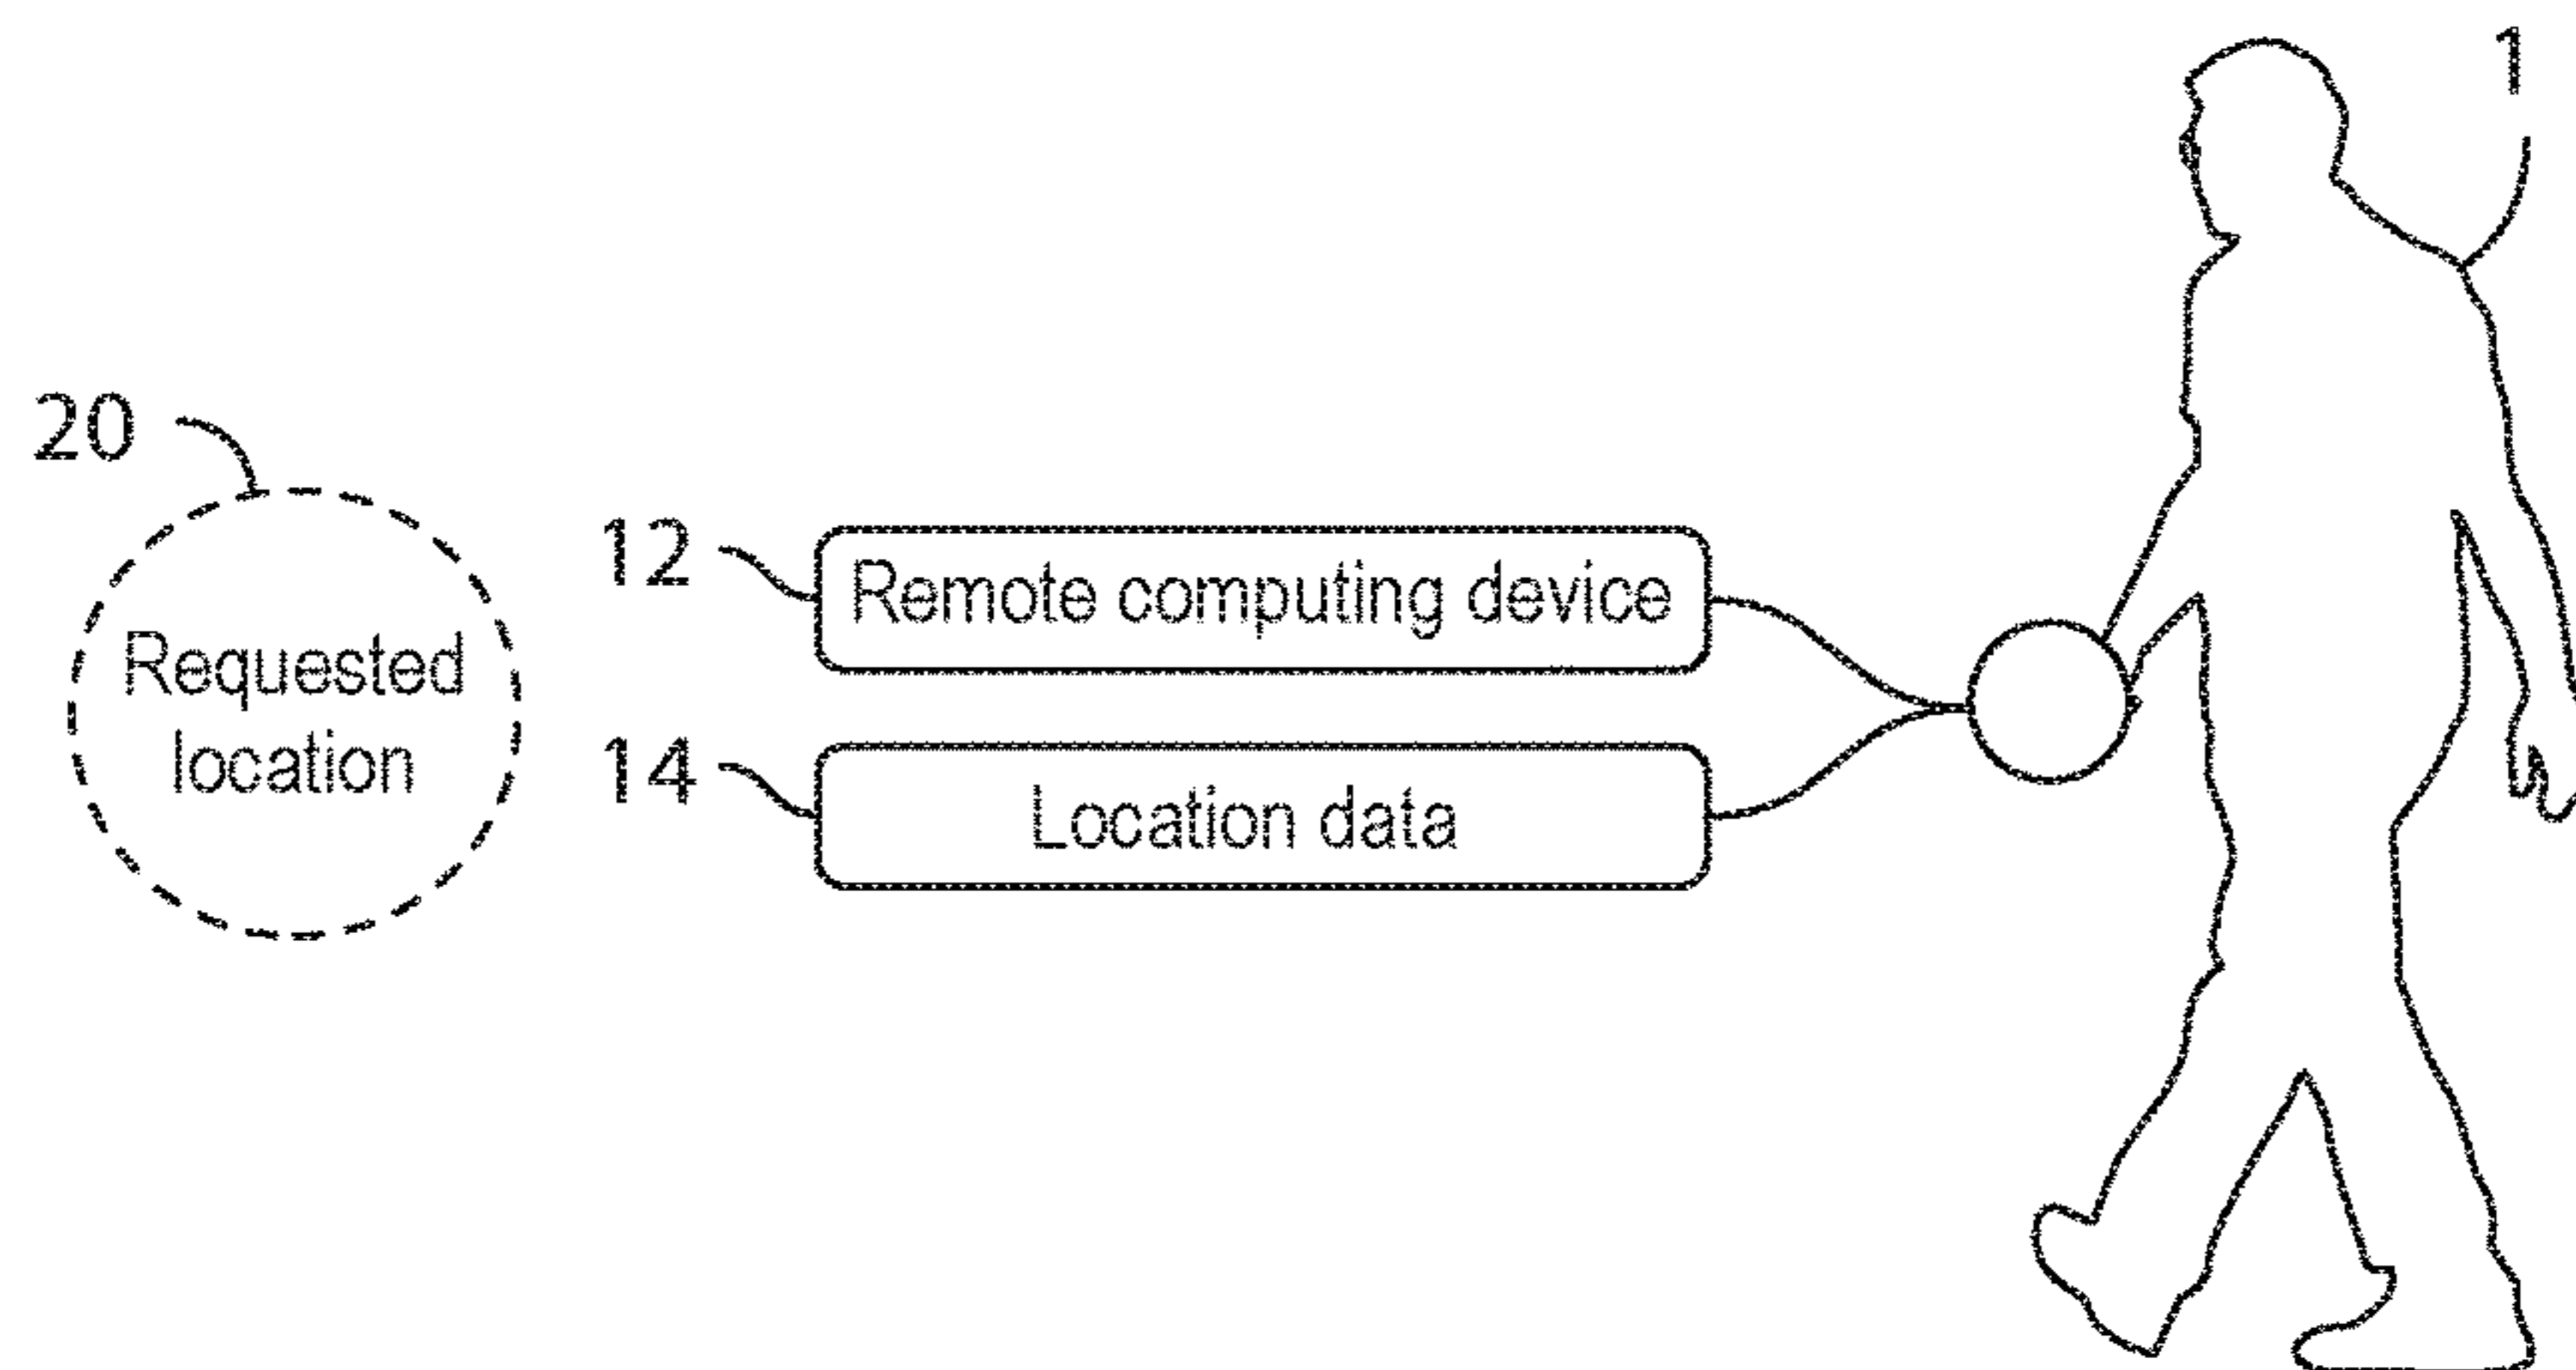 1
20
12
Remote computing device
Requested
location
14
Location data